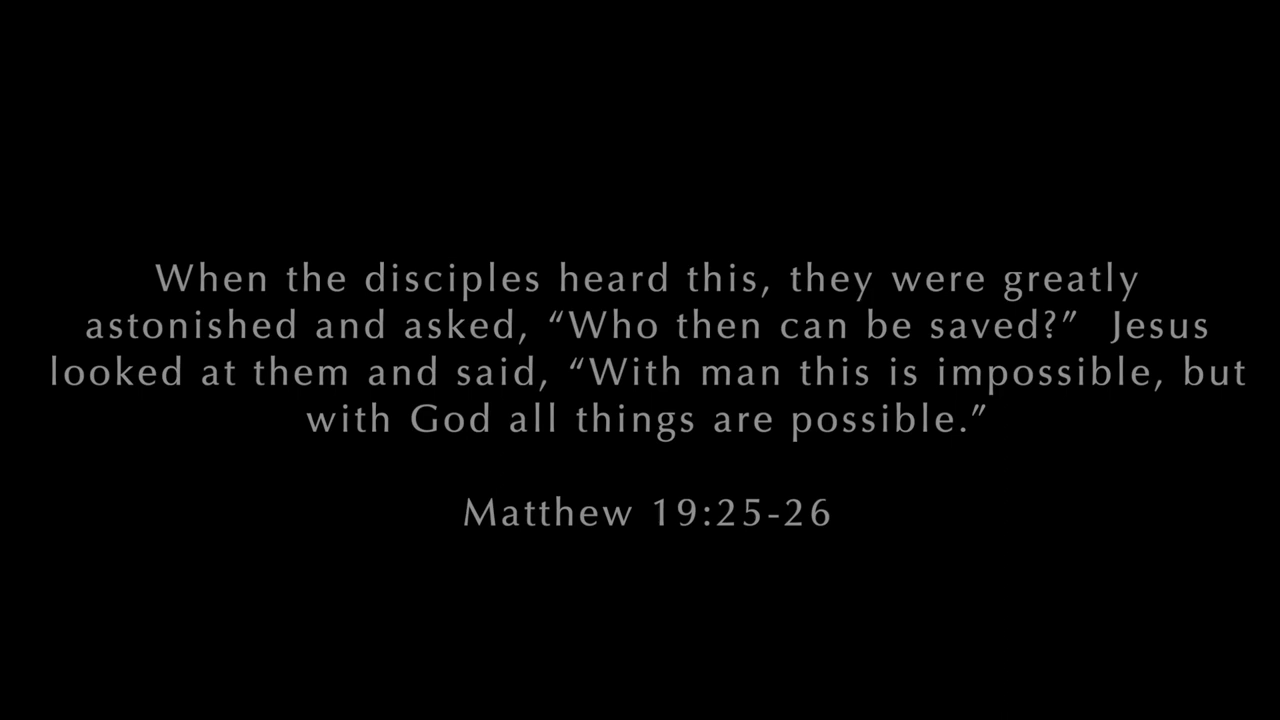 When the disciples heard this, they were greatly
astonished and asked, “Who then can be saved?”  Jesus
looked at them and said, “With man this is impossible, but
with God all things are possible.”
Matthew 19:25-26